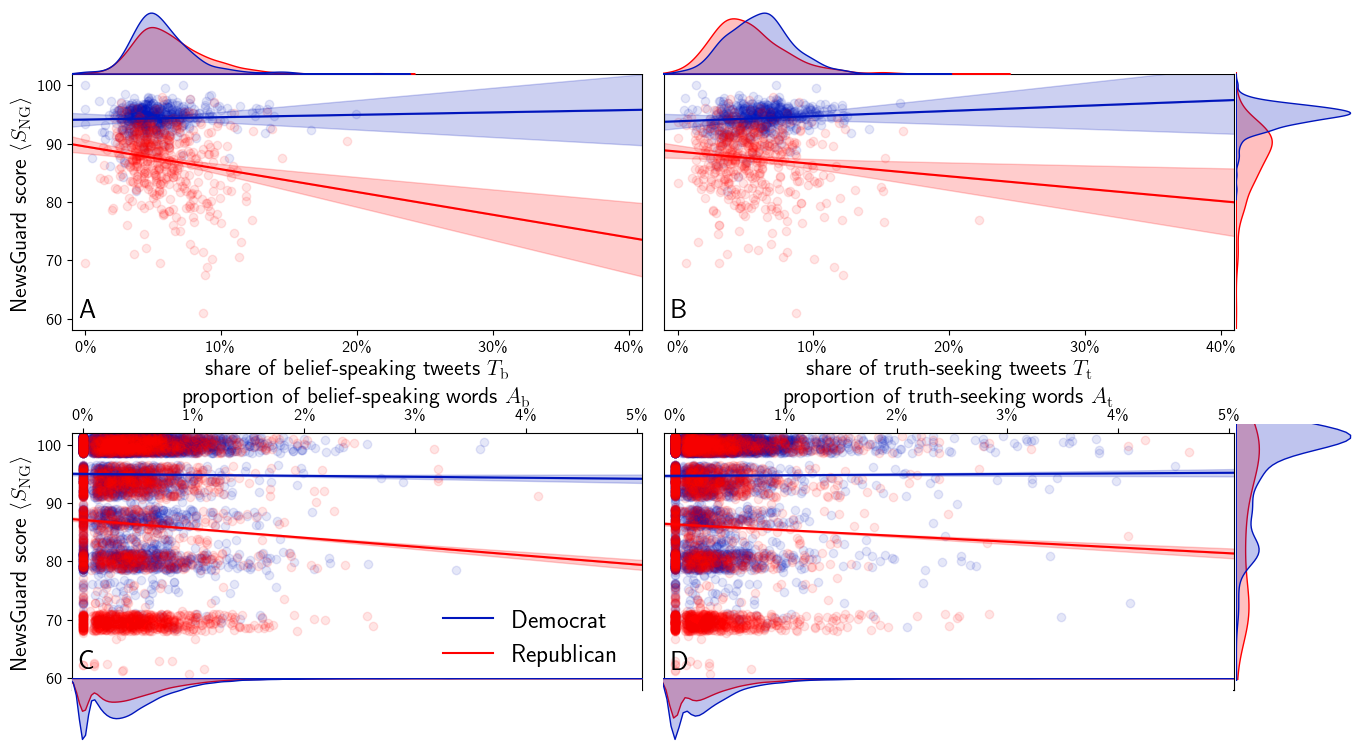 NewsGuard score ⟨S_NG⟩
100
90
80
70
60
A
B
0% 10% 20% 30% 40%
0% 10% 20% 30% 40%
share of belief-speaking tweets T_b
share of truth-seeking tweets T_t
proportion of belief-speaking words A_b
proportion of truth-seeking words A_t
0% 1% 2% 3% 4% 5%
0% 1% 2% 3% 4% 5%
NewsGuard score ⟨S_NG⟩
100
90
80
70
60
Democrat
Republican
C
D